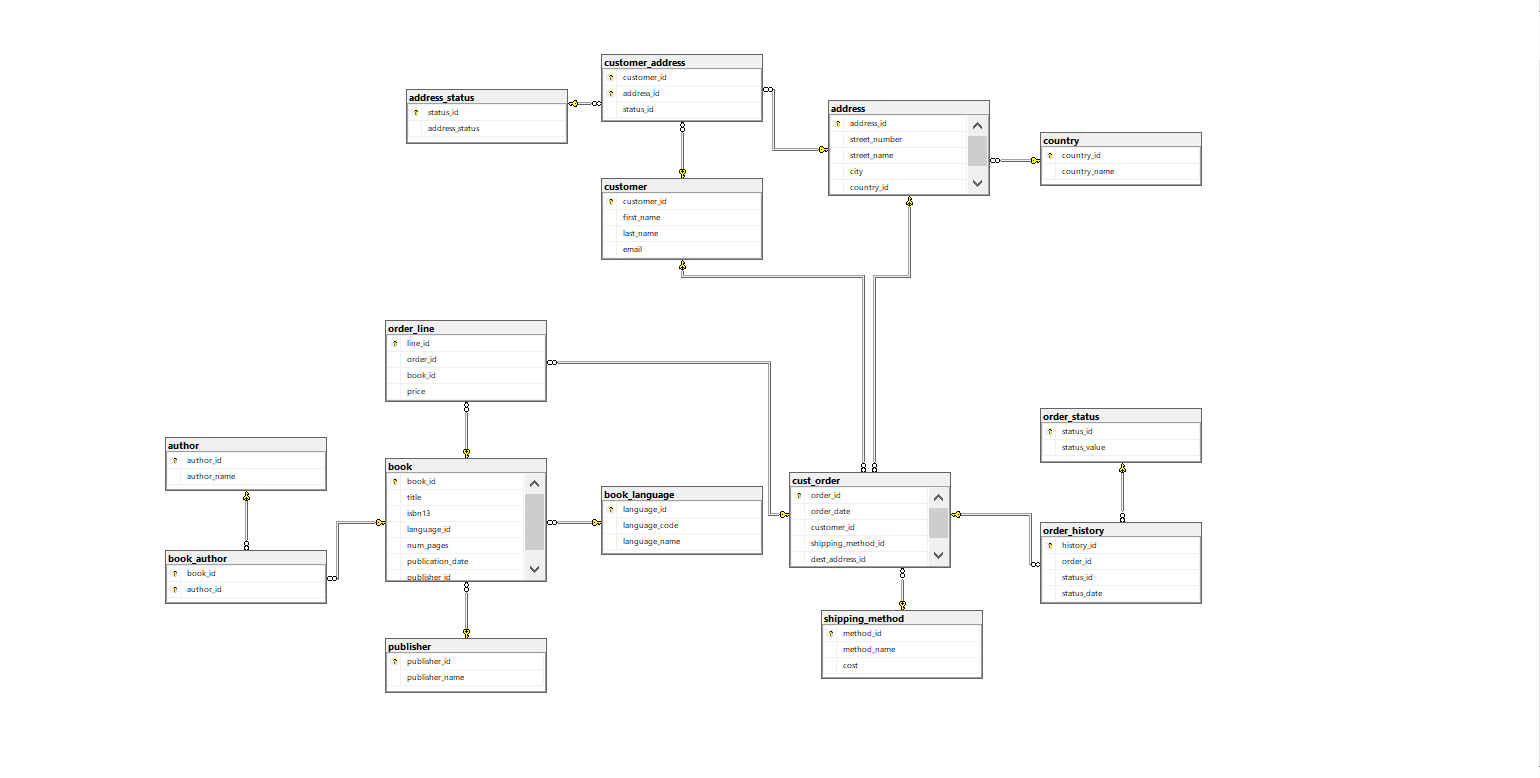 customer_address
customer_id
address_id
status_id
address_status
status_id
address_status
address
address_id
street_number
street_name
city
country_id
country
country_id
country_name
customer
customer_id
first_name
last_name
email
order_line
line_id
order_id
book_id
price
author
author_id
author_name
book
book_id
title
isbn13
language_id
num_pages
publication_date
publisher_id
book_language
language_id
language_code
language_name
cust_order
order_id
order_date
customer_id
shipping_method_id
dest_address_id
order_status
status_id
status_value
order_history
history_id
order_id
status_id
status_date
book_author
book_id
author_id
shipping_method
method_id
method_name
cost
publisher
publisher_id
publisher_name